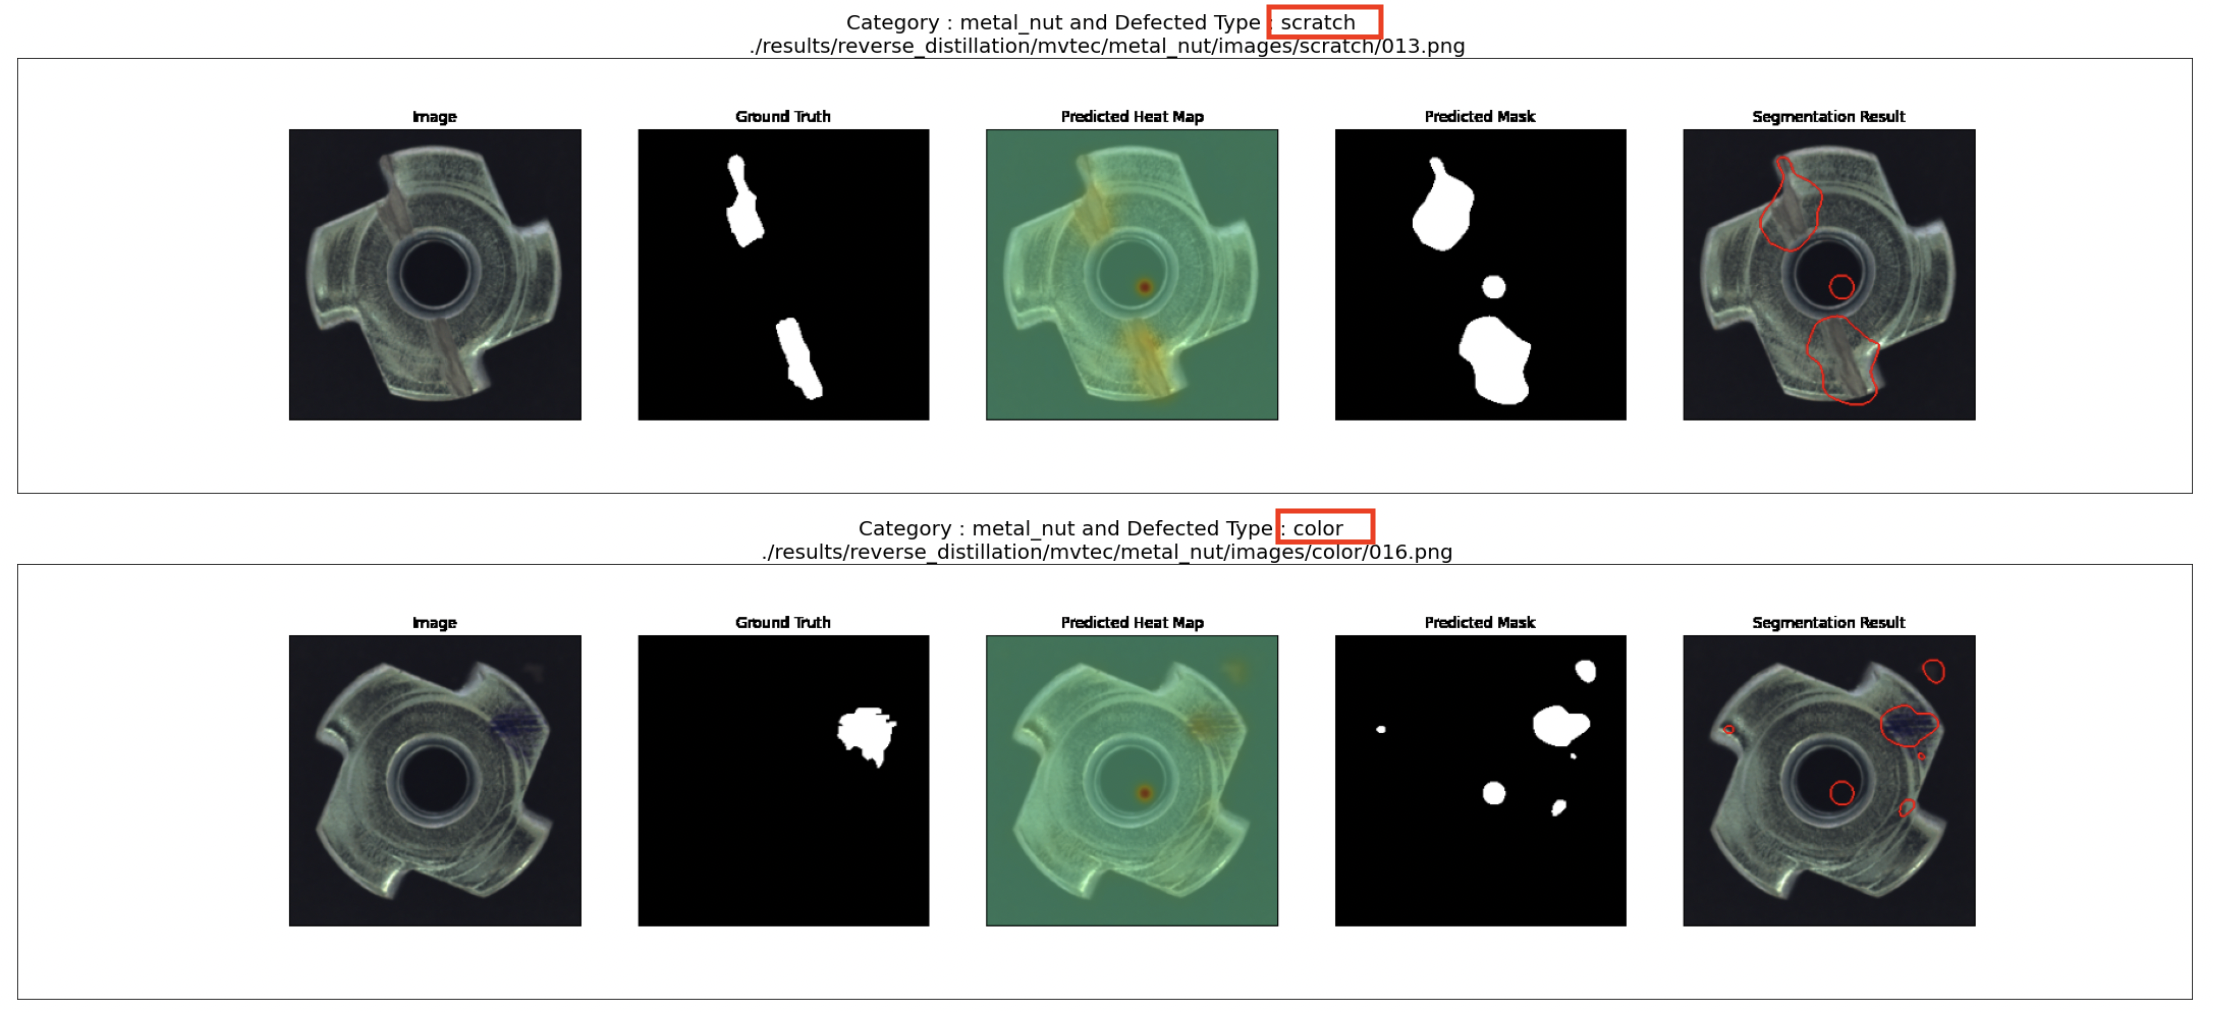 Category : metal_nut and Defected Type : scratch
./results/reverse_distillation/mvtec/metal_nut/images/scratch/013.png
Image Ground Truth Predicted Heat Map Predicted Mask Segmentation Result
Category : metal_nut and Defected Type : color
./results/reverse_distillation/mvtec/metal_nut/images/color/016.png
Image Ground Truth Predicted Heat Map Predicted Mask Segmentation Result